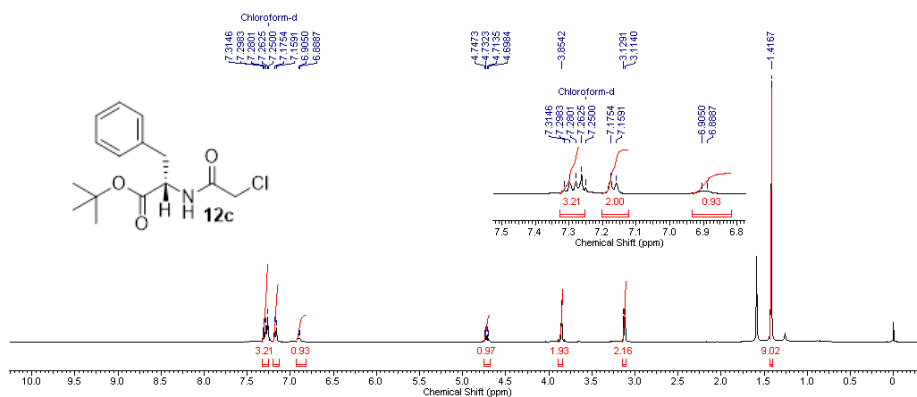 Chloroform-d
7.3146
7.2983
7.2801
7.2625
7.2500
7.1754
7.1591
6.9050
6.8887
4.7473
4.7323
4.7135
4.6984
3.8542
3.1291
3.1140
1.4167
Chloroform-d
7.3146
7.2983
7.2801
7.2625
7.2500
7.1754
7.1591
6.9050
6.8887
3.21 2.00 0.93
7.5 7.4 7.3 7.2 7.1 7.0 6.9 6.8
Chemical Shift (ppm)
O
Cl
O
N
H
H
O
12c
3.21 0.93 0.97 1.93 2.16 9.02
10.0 9.5 9.0 8.5 8.0 7.5 7.0 6.5 6.0 5.5 5.0 4.5 4.0 3.5 3.0 2.5 2.0 1.5 1.0 0.5 0
Chemical Shift (ppm)